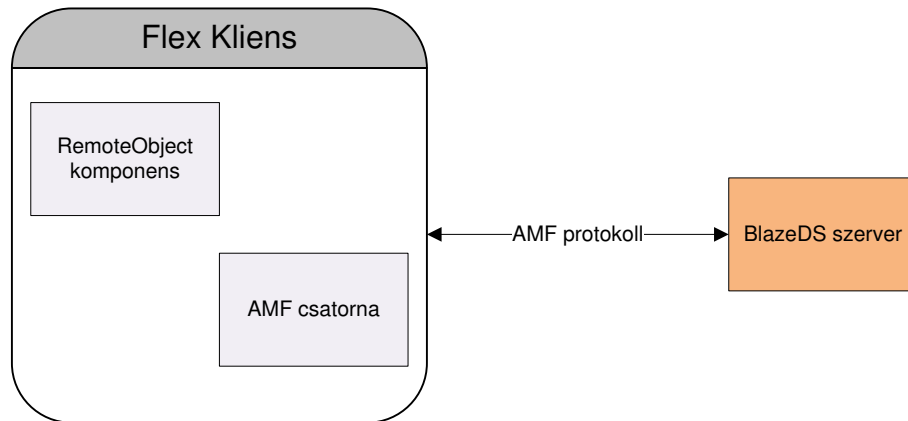 Flex Kliens
RemoteObject
komponens
AMF protokoll
BlazeDS szerver
AMF csatorna